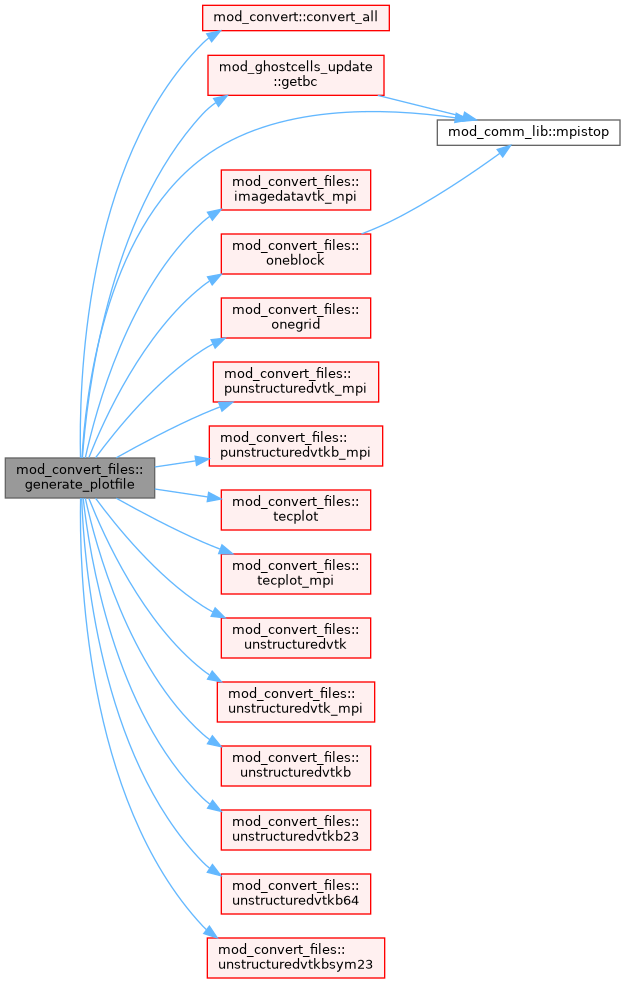 mod_convert::convert_all
mod_ghostcells_update
::getbc
mod_comm_lib::mpistop
mod_convert_files::
imagedatavtk_mpi
mod_convert_files::
oneblock
mod_convert_files::
onegrid
mod_convert_files::
punstructuredvtk_mpi
mod_convert_files::
punstructuredvtkb_mpi
mod_convert_files::
generate_plotfile
mod_convert_files::
tecplot
mod_convert_files::
tecplot_mpi
mod_convert_files::
unstructuredvtk
mod_convert_files::
unstructuredvtk_mpi
mod_convert_files::
unstructuredvtkb
mod_convert_files::
unstructuredvtkb23
mod_convert_files::
unstructuredvtkb64
mod_convert_files::
unstructuredvtkbsym23